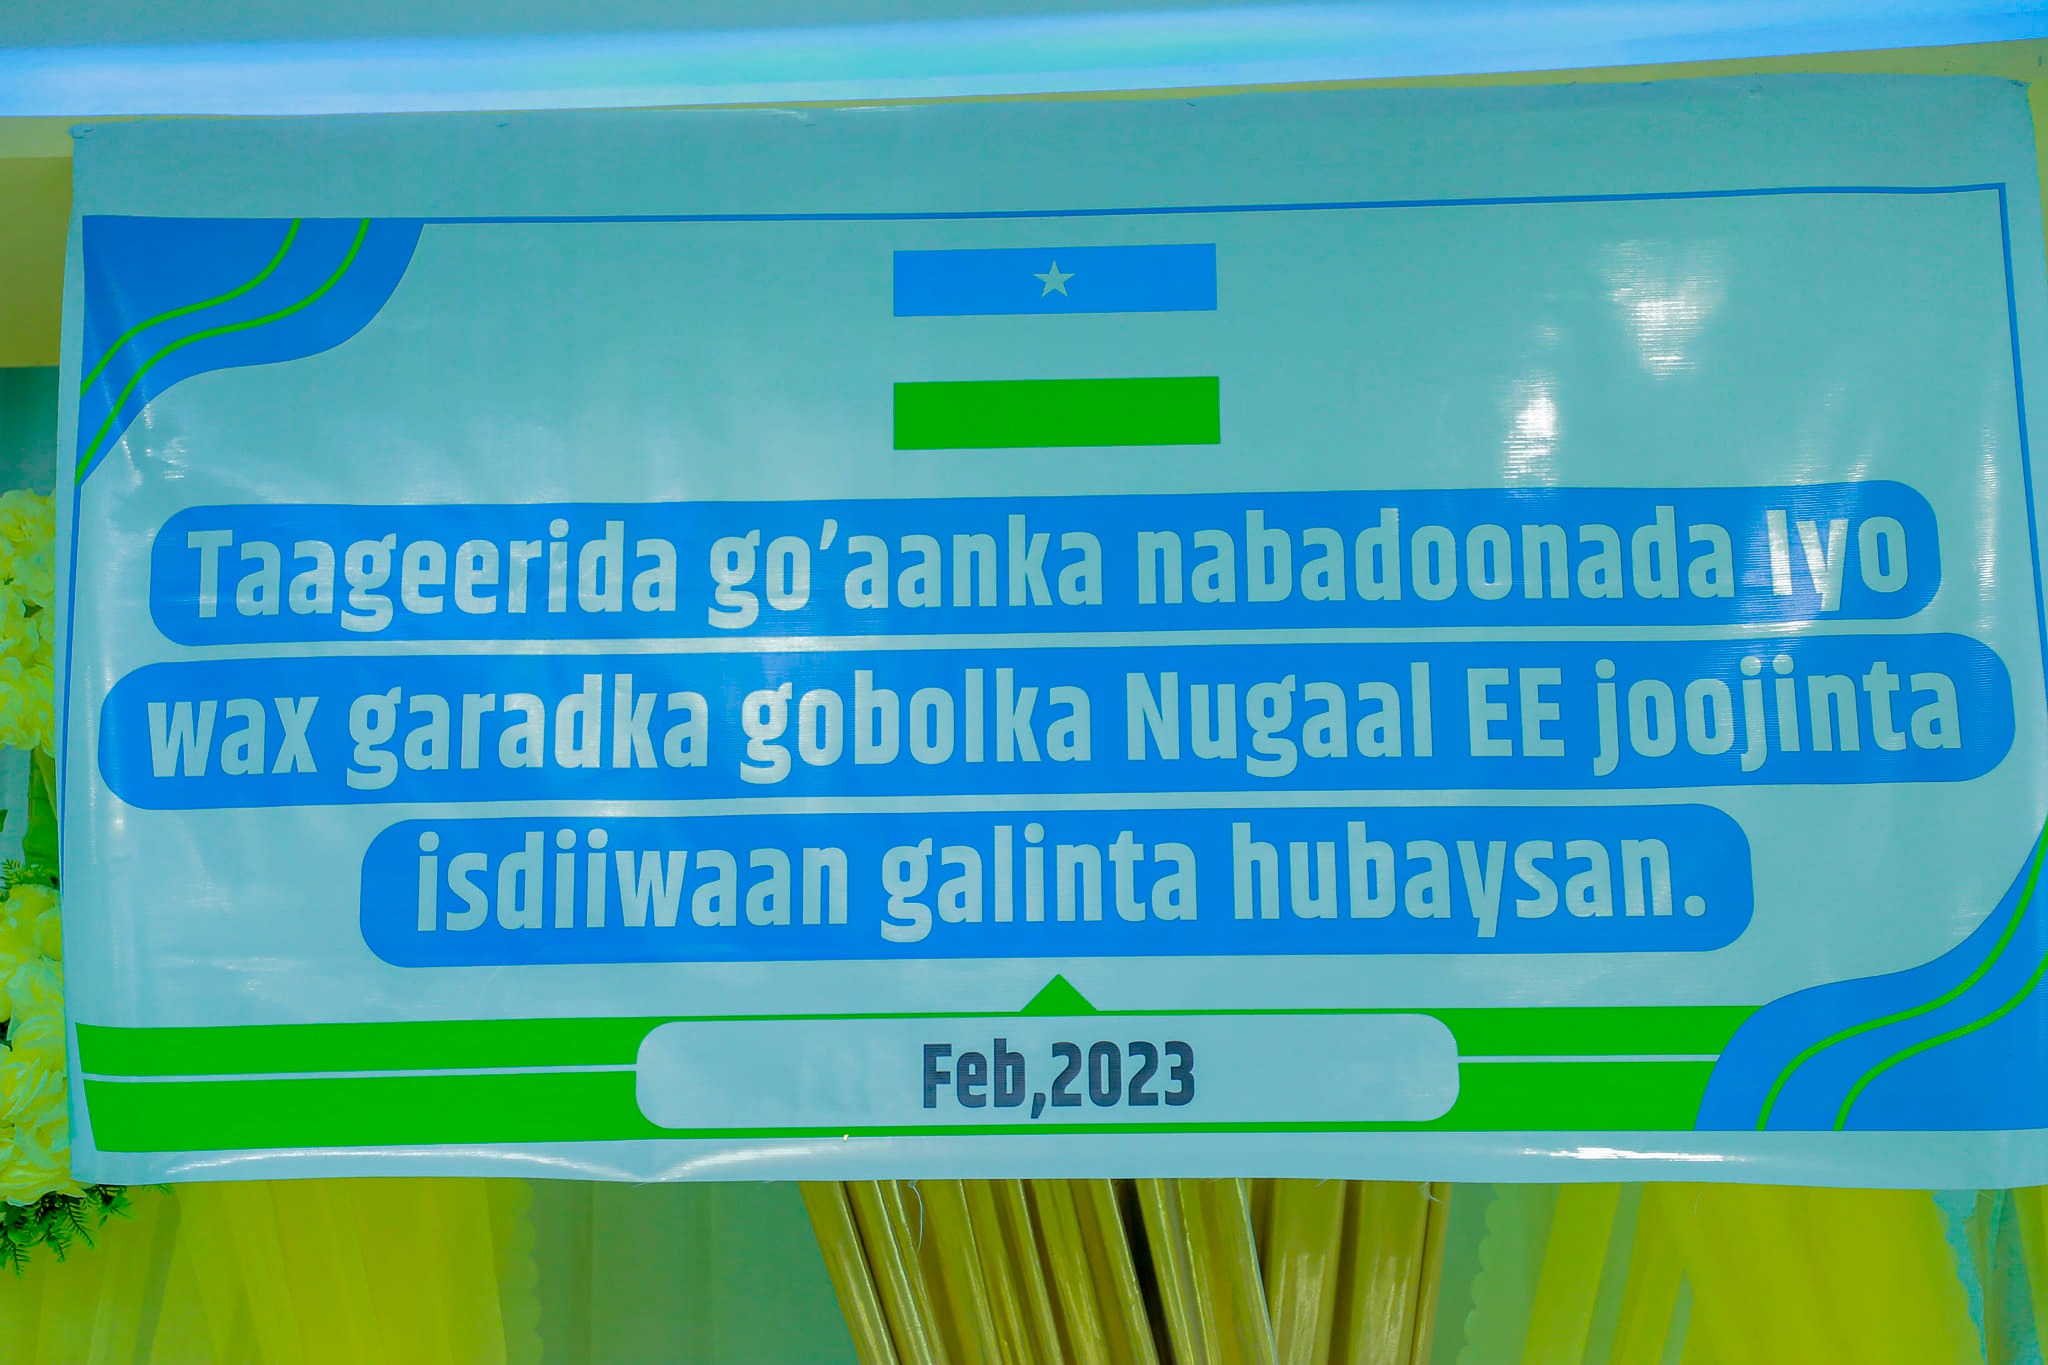 Taageerida go’aanka nabadoonada Iyo
wax garadka gobolka Nugaal EE joojinta
isdiiwaan galinta hubaysan.
Feb,2023